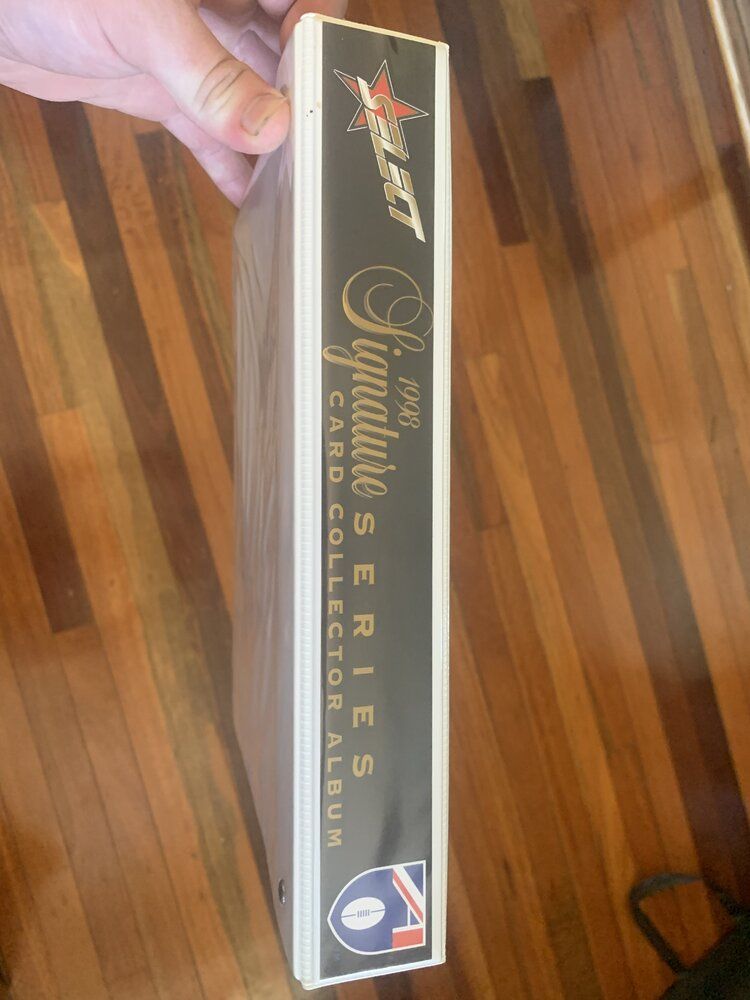 SELECT
1998
Signature SERIES
CARD COLLECTOR ALBUM